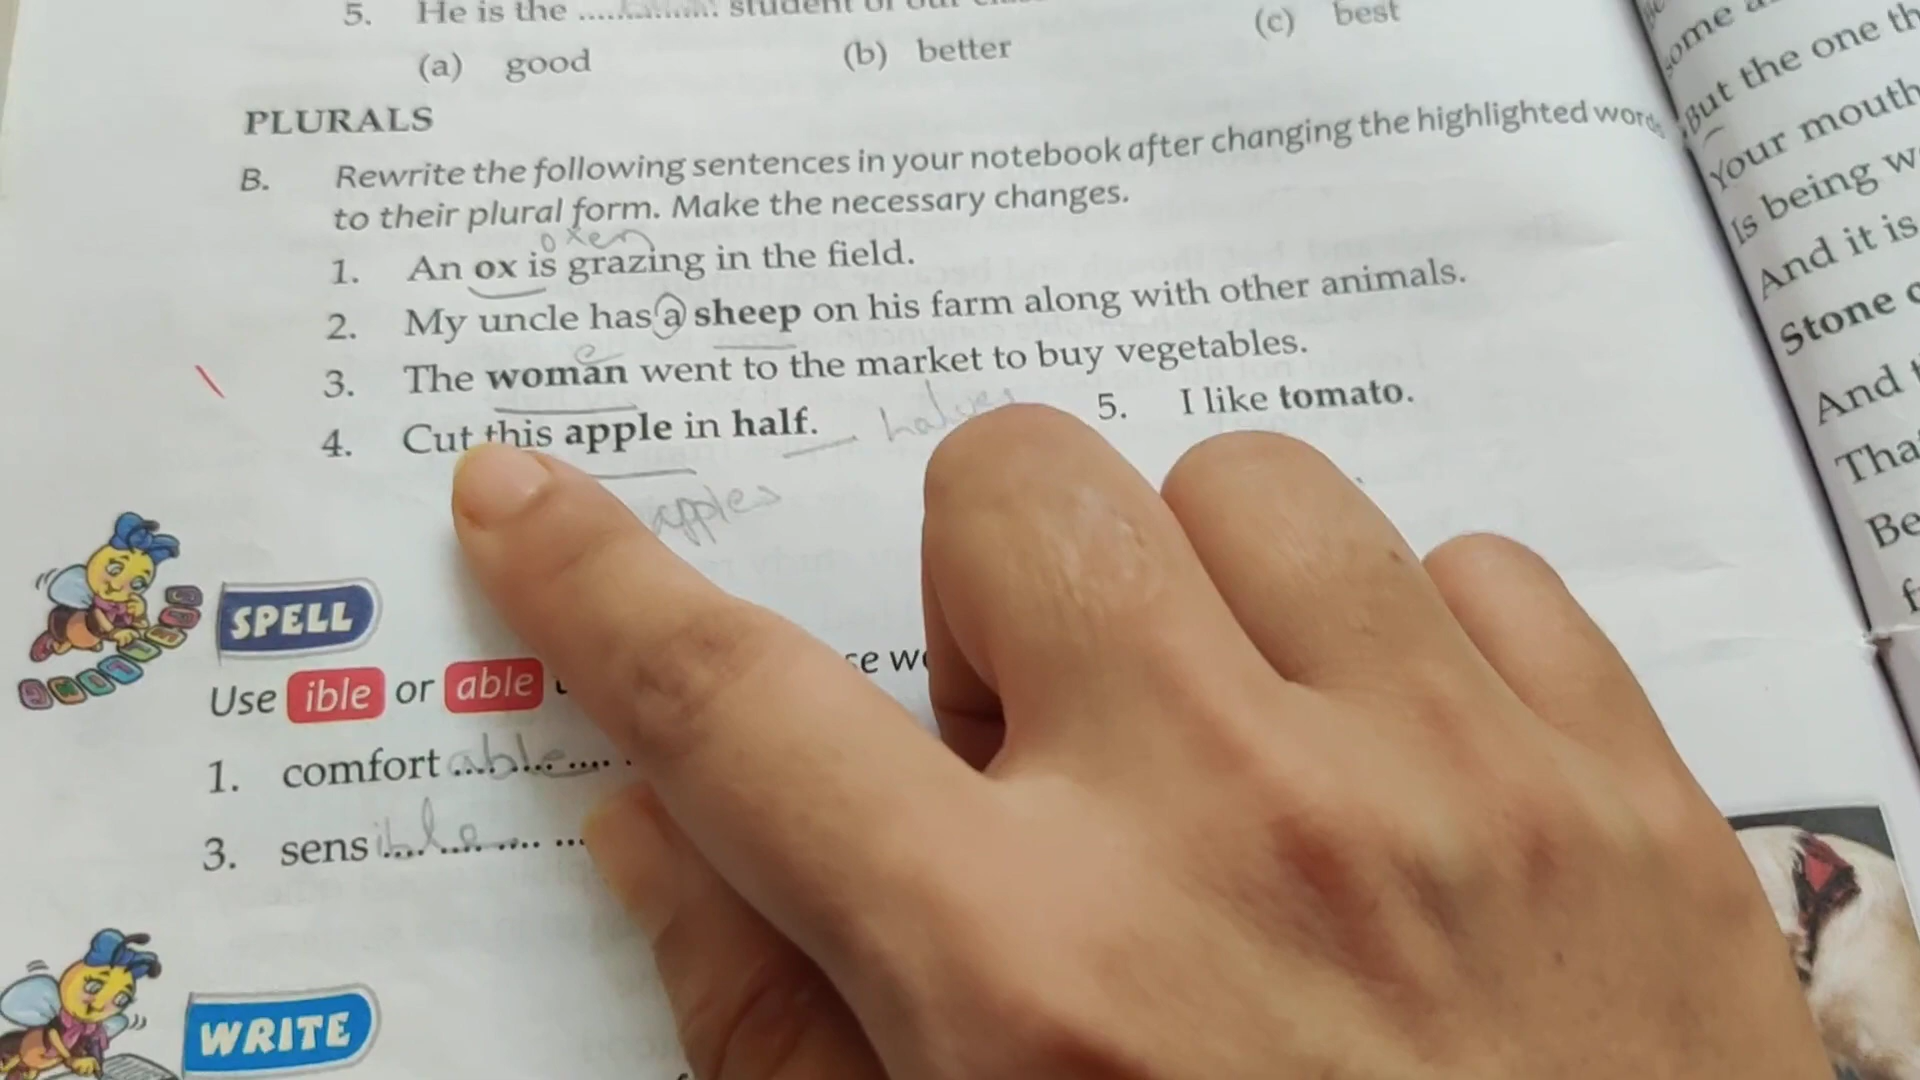 5. He is the ............... student of our
(a) good (b) better (c) best
PLURALS
B. Rewrite the following sentences in your notebook after changing the highlighted words
to their plural form. Make the necessary changes.
oxen
1. An ox is grazing in the field.
2. My uncle has a sheep on his farm along with other animals.
e
3. The woman went to the market to buy vegetables.
4. Cut this apple in half. halves 5. I like tomato.
apples
SPELL
Use ible or able
1. comfort able
3. sens ible
WRITE
But the one th
Your mouth
Is being w
And it is
Stone
And
Tha
Be